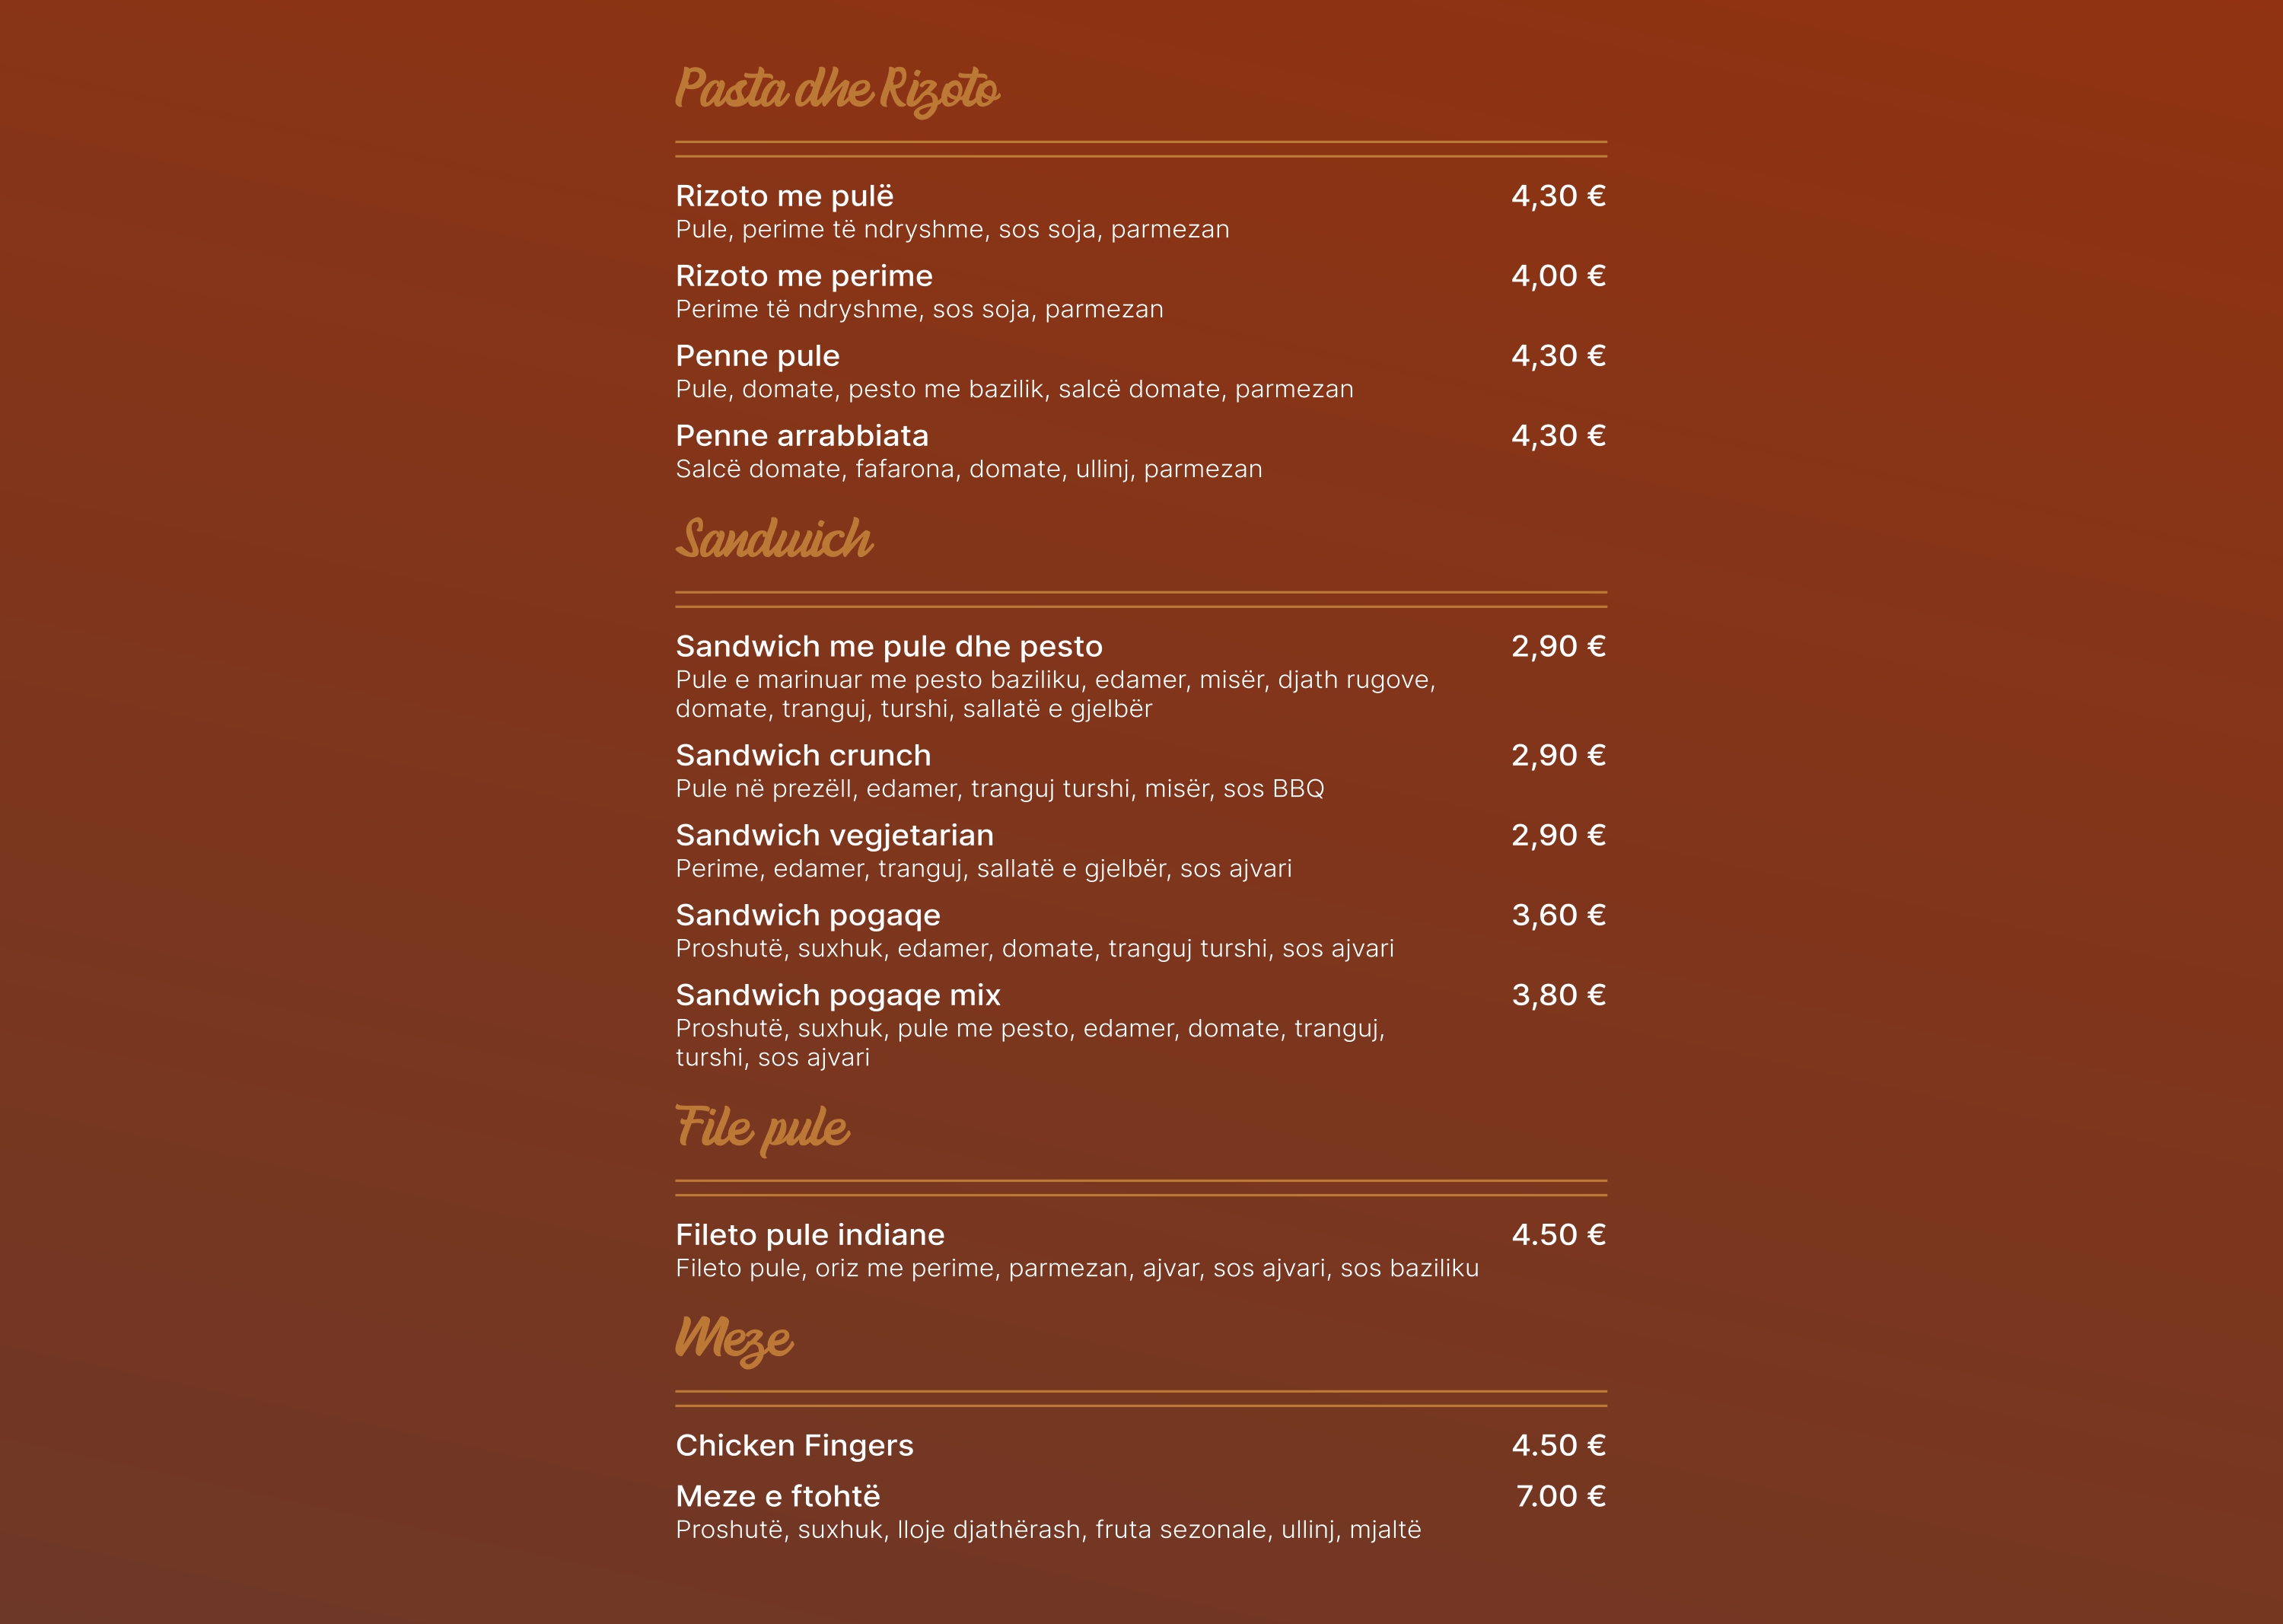 Pasta dhe Rizoto
Rizoto me pulë 4,30 €
Pule, perime të ndryshme, sos soja, parmezan
Rizoto me perime 4,00 €
Perime të ndryshme, sos soja, parmezan
Penne pule 4,30 €
Pule, domate, pesto me bazilik, salcë domate, parmezan
Penne arrabbiata 4,30 €
Salcë domate, fafarona, domate, ullinj, parmezan
Sandwich
Sandwich me pule dhe pesto 2,90 €
Pule e marinuar me pesto baziliku, edamer, misër, djath rugove,
domate, tranguj, turshi, sallatë e gjelbër
Sandwich crunch 2,90 €
Pule në prezëll, edamer, tranguj turshi, misër, sos BBQ
Sandwich vegjetarian 2,90 €
Perime, edamer, tranguj, sallatë e gjelbër, sos ajvari
Sandwich pogaqe 3,60 €
Proshutë, suxhuk, edamer, domate, tranguj turshi, sos ajvari
Sandwich pogaqe mix 3,80 €
Proshutë, suxhuk, pule me pesto, edamer, domate, tranguj,
turshi, sos ajvari
File pule
Fileto pule indiane 4.50 €
Fileto pule, oriz me perime, parmezan, ajvar, sos ajvari, sos baziliku
Meze
Chicken Fingers 4.50 €
Meze e ftohtë 7.00 €
Proshutë, suxhuk, lloje djathërash, fruta sezonale, ullinj, mjaltë